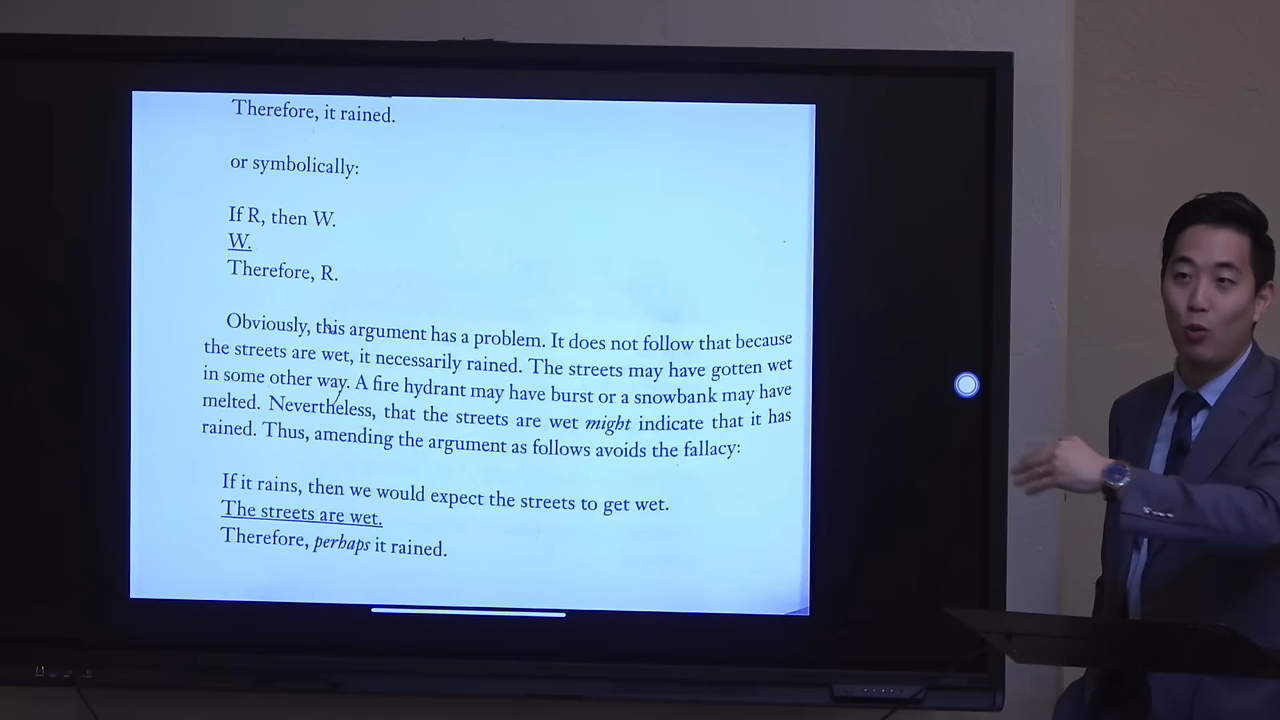 Therefore, it rained.
or symbolically:
If R, then W.
W.
Therefore, R.
Obviously, this argument has a problem. It does not follow that because
the streets are wet, it necessarily rained. The streets may have gotten wet
in some other way. A fire hydrant may have burst or a snowbank may have
melted. Nevertheless, that the streets are wet might indicate that it has
rained. Thus, amending the argument as follows avoids the fallacy:
If it rains, then we would expect the streets to get wet.
The streets are wet.
Therefore, perhaps it rained.